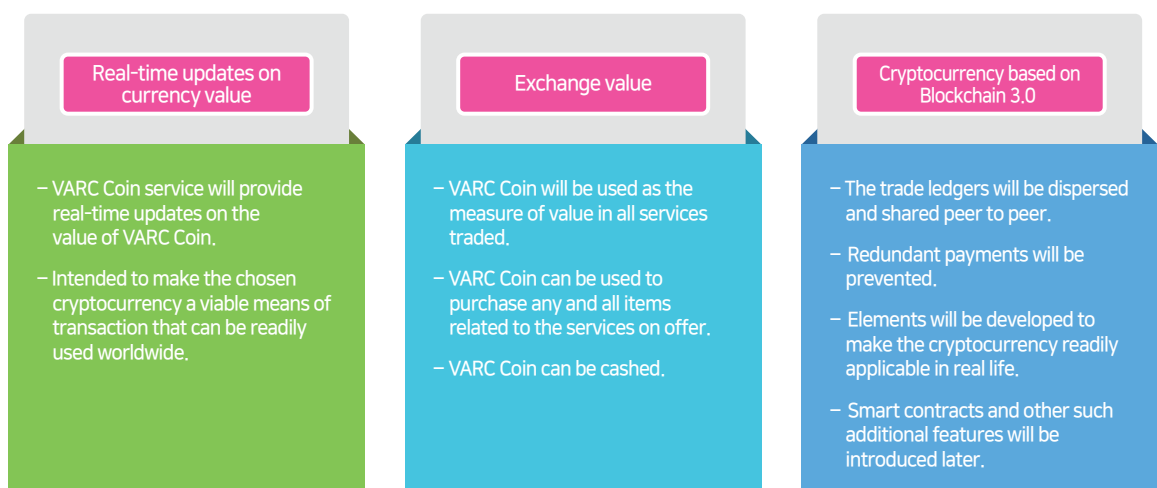 Real-time updates on
currency value
– VARC Coin service will provide
real-time updates on the
value of VARC Coin.
– Intended to make the chosen
cryptocurrency a viable means of
transaction that can be readily
used worldwide.
Exchange value
– VARC Coin will be used as the
measure of value in all services
traded.
– VARC Coin can be used to
purchase any and all items
related to the services on offer.
– VARC Coin can be cashed.
Cryptocurrency based on
Blockchain 3.0
– The trade ledgers will be dispersed
and shared peer to peer.
– Redundant payments will be
prevented.
– Elements will be developed to
make the cryptocurrency readily
applicable in real life.
– Smart contracts and other such
additional features will be
introduced later.